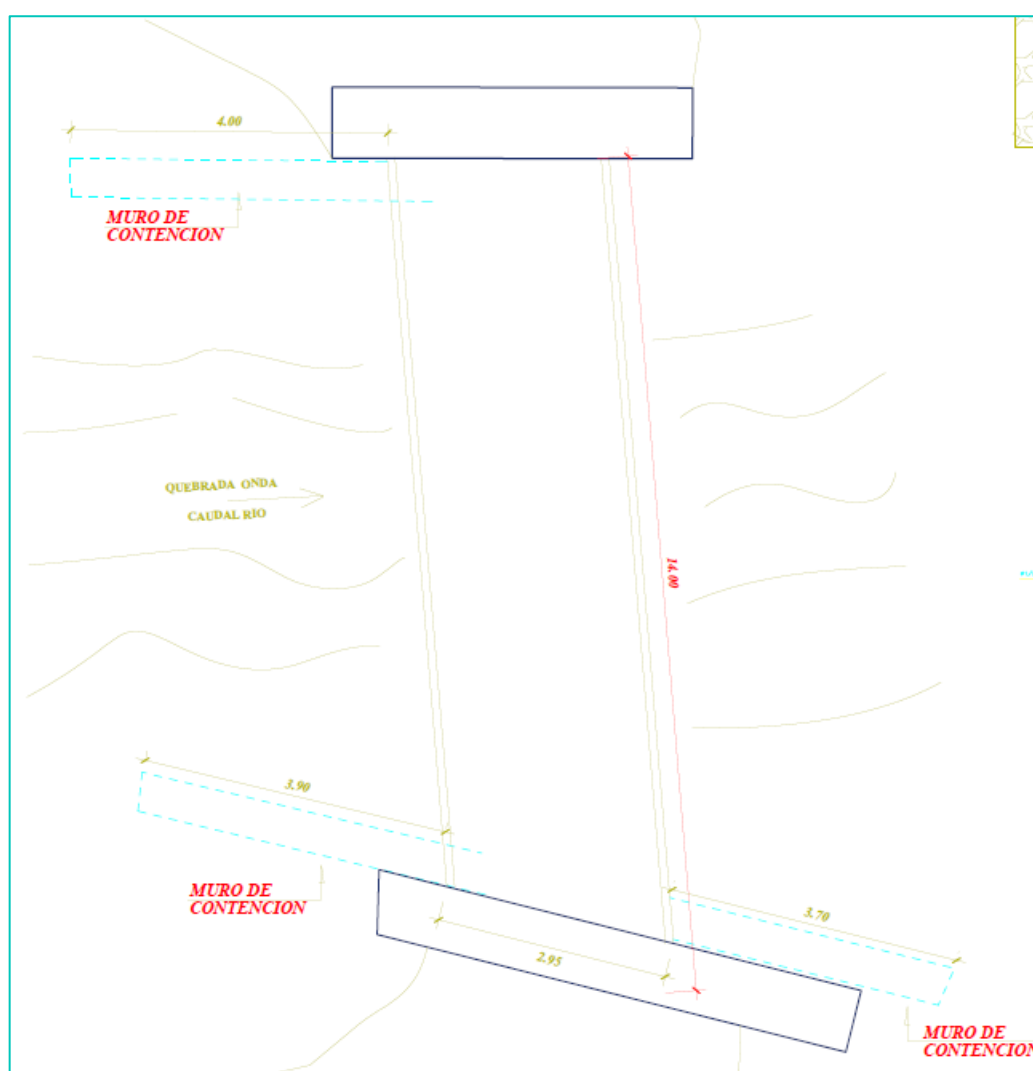 4.00
MURO DE
CONTENCION
QUEBRADA ONDA
CAUDAL RIO
14.00
3.90
MURO DE
CONTENCION
3.70
2.95
MURO DE
CONTENCION